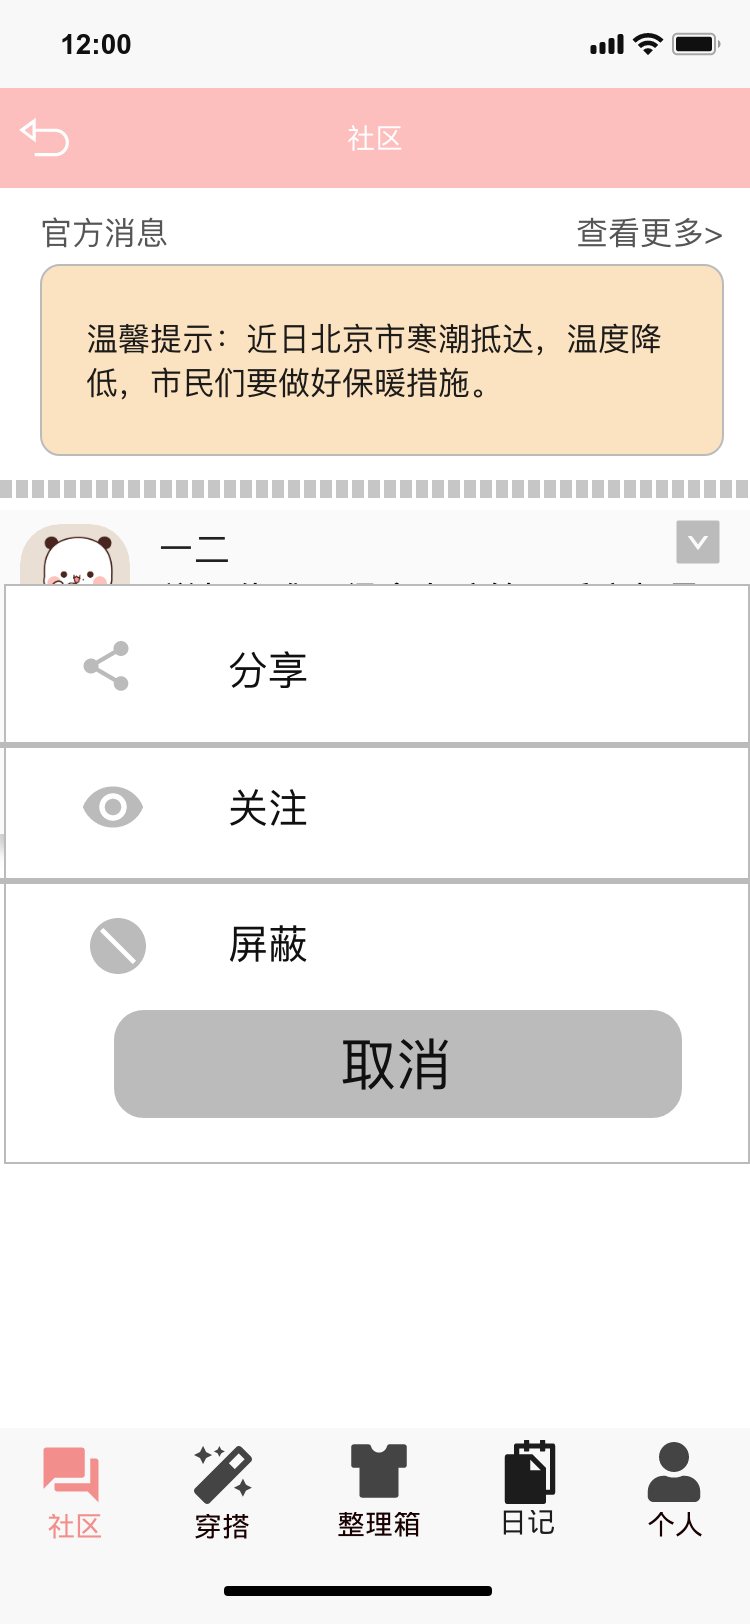 12:00
社区
官方消息
查看更多>
温馨提示：近日北京市寒潮抵达，温度降
低，市民们要做好保暖措施。
一二
分享
关注
屏蔽
取消
社区
穿搭
整理箱
日记
个人